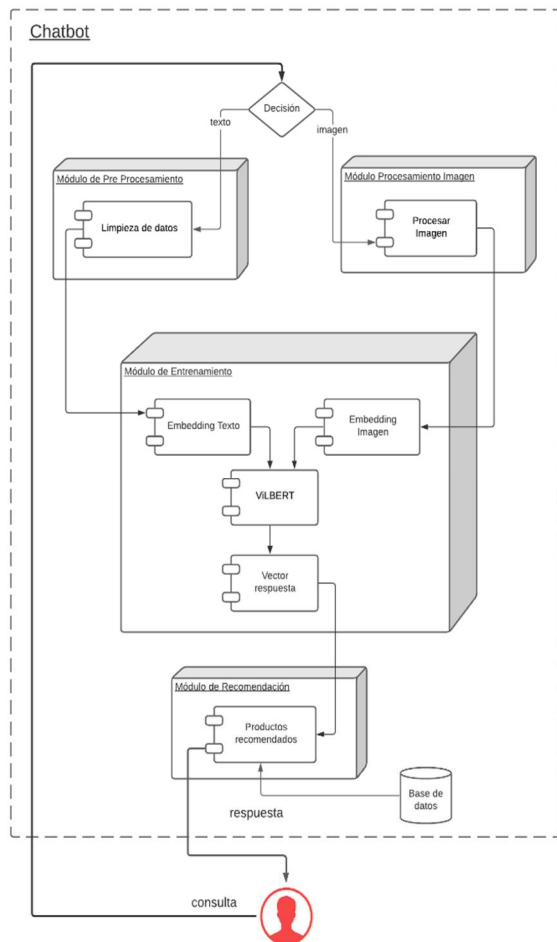 Chatbot
Decisión
texto
imagen
Módulo de Pre Procesamiento
Limpieza de datos
Módulo Procesamiento Imagen
Procesar
Imagen
Módulo de Entrenamiento
Embedding Texto
Embedding
Imagen
ViLBERT
Vector
respuesta
Módulo de Recomendación
Productos
recomendados
Base de
datos
respuesta
consulta